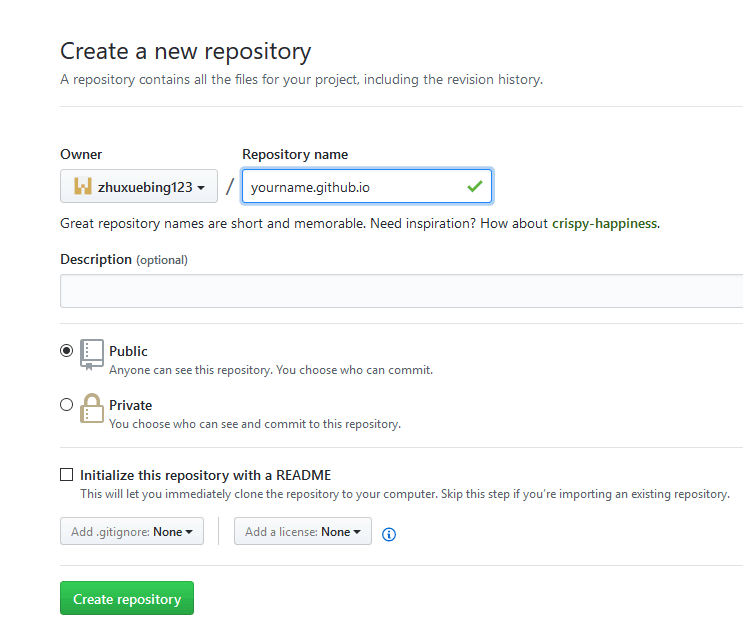 Create a new repository
A repository contains all the files for your project, including the revision history.
Owner
Repository name
zhuxuebing123
/
yourname.github.io
Great repository names are short and memorable. Need inspiration? How about crispy-happiness.
Description (optional)
Public
Anyone can see this repository. You choose who can commit.
Private
You choose who can see and commit to this repository.
Initialize this repository with a README
This will let you immediately clone the repository to your computer. Skip this step if you’re importing an existing repository.
Add .gitignore: None
Add a license: None
Create repository